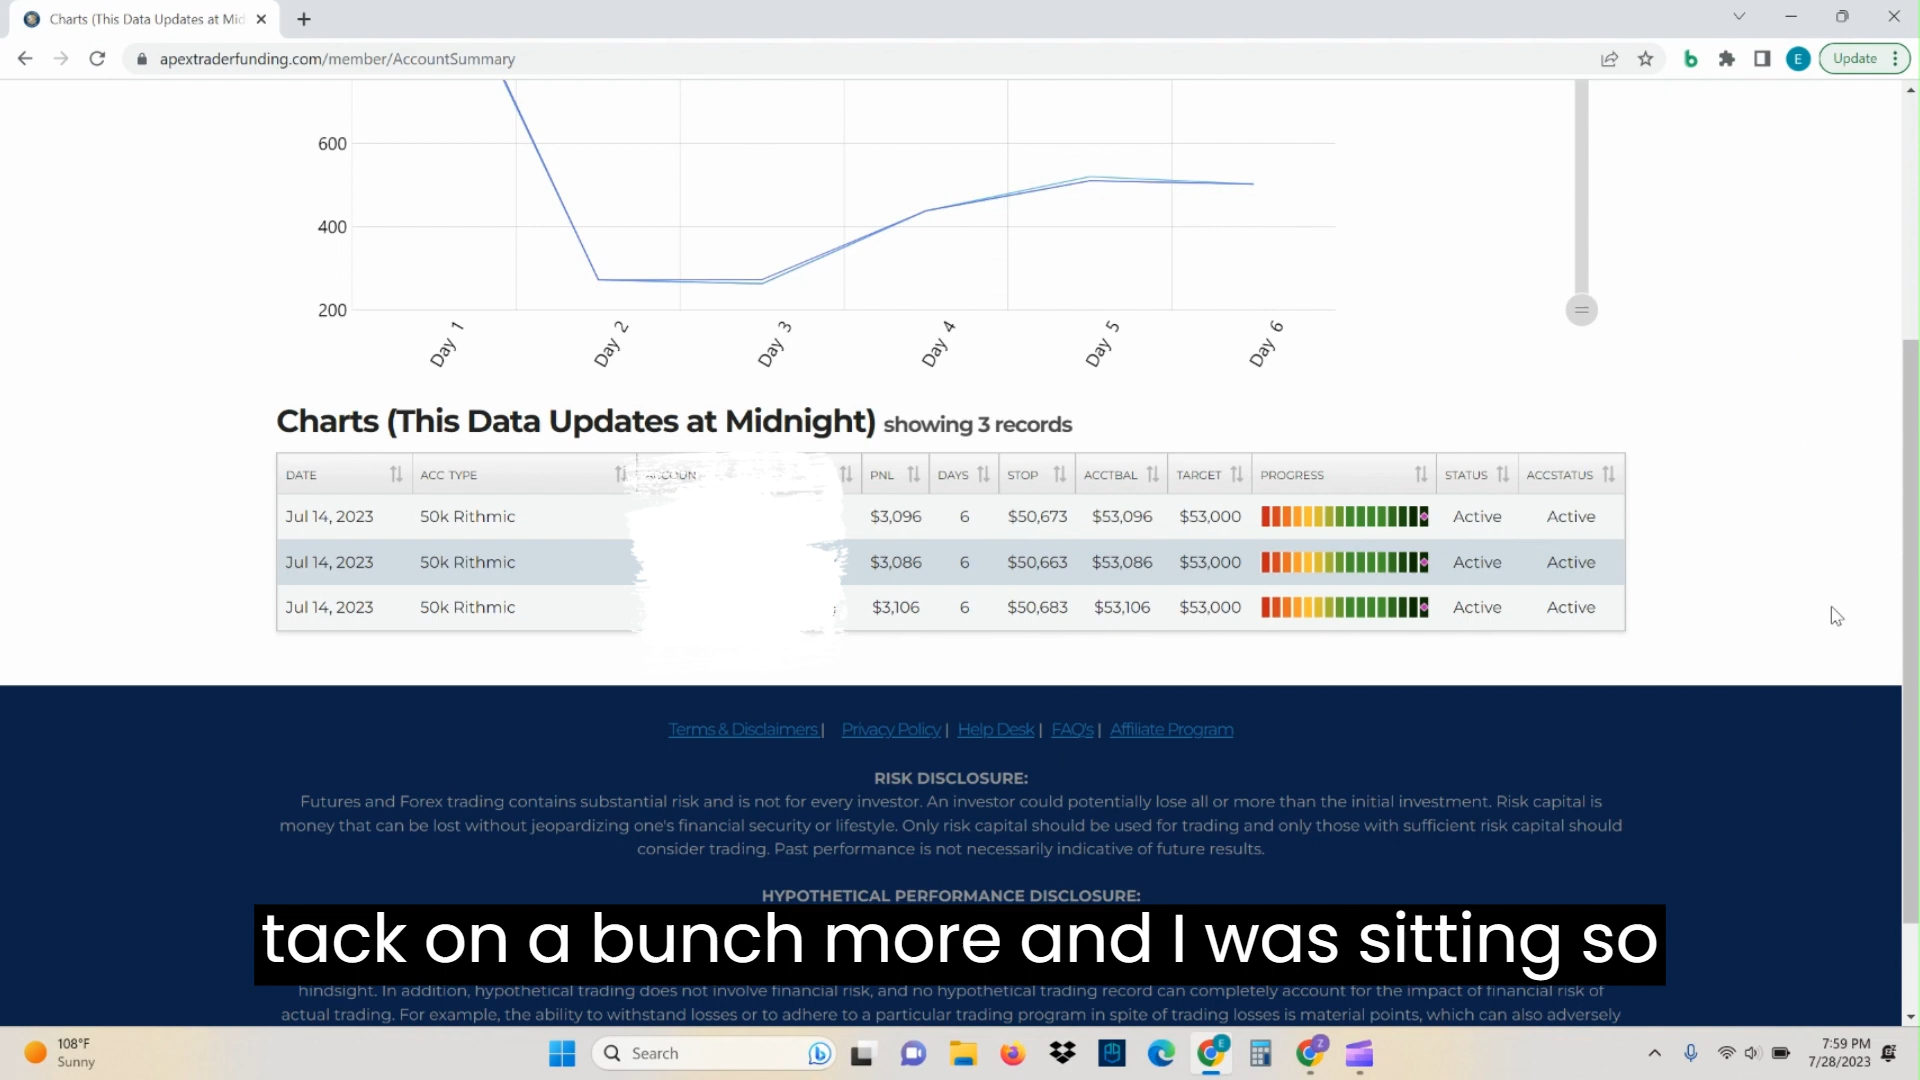 Charts (This Data Updates at Mid
apextraderfunding.com/member/AccountSummary
E
Update
600
400
200
Day 1
Day 2
Day 3
Day 4
Day 5
Day 6
Charts (This Data Updates at Midnight) showing 3 records
DATE ACC TYPE PNL DAYS STOP ACCTBAL TARGET PROGRESS STATUS ACCSTATUS
Jul 14, 2023 50k Rithmic $3,096 6 $50,673 $53,096 $53,000 Active Active
Jul 14, 2023 50k Rithmic $3,086 6 $50,663 $53,086 $53,000 Active Active
Jul 14, 2023 50k Rithmic $3,106 6 $50,683 $53,106 $53,000 Active Active
Terms & Disclaimers | Privacy Policy | Help Desk | FAQ's | Affiliate Program
RISK DISCLOSURE:
Futures and Forex trading contains substantial risk and is not for every investor. An investor could potentially lose all or more than the initial investment. Risk capital is
money that can be lost without jeopardizing one's financial security or lifestyle. Only risk capital should be used for trading and only those with sufficient risk capital should
consider trading. Past performance is not necessarily indicative of future results.
HYPOTHETICAL PERFORMANCE DISCLOSURE:
tack on a bunch more and I was sitting so
hindsight. In addition, hypothetical trading does not involve financial risk, and no hypothetical trading record can completely account for the impact of financial risk of
actual trading. For example, the ability to withstand losses or to adhere to a particular trading program in spite of trading losses is material points, which can also adversely
108°F
Sunny
Search
E
Z
7:59 PM
7/28/2023